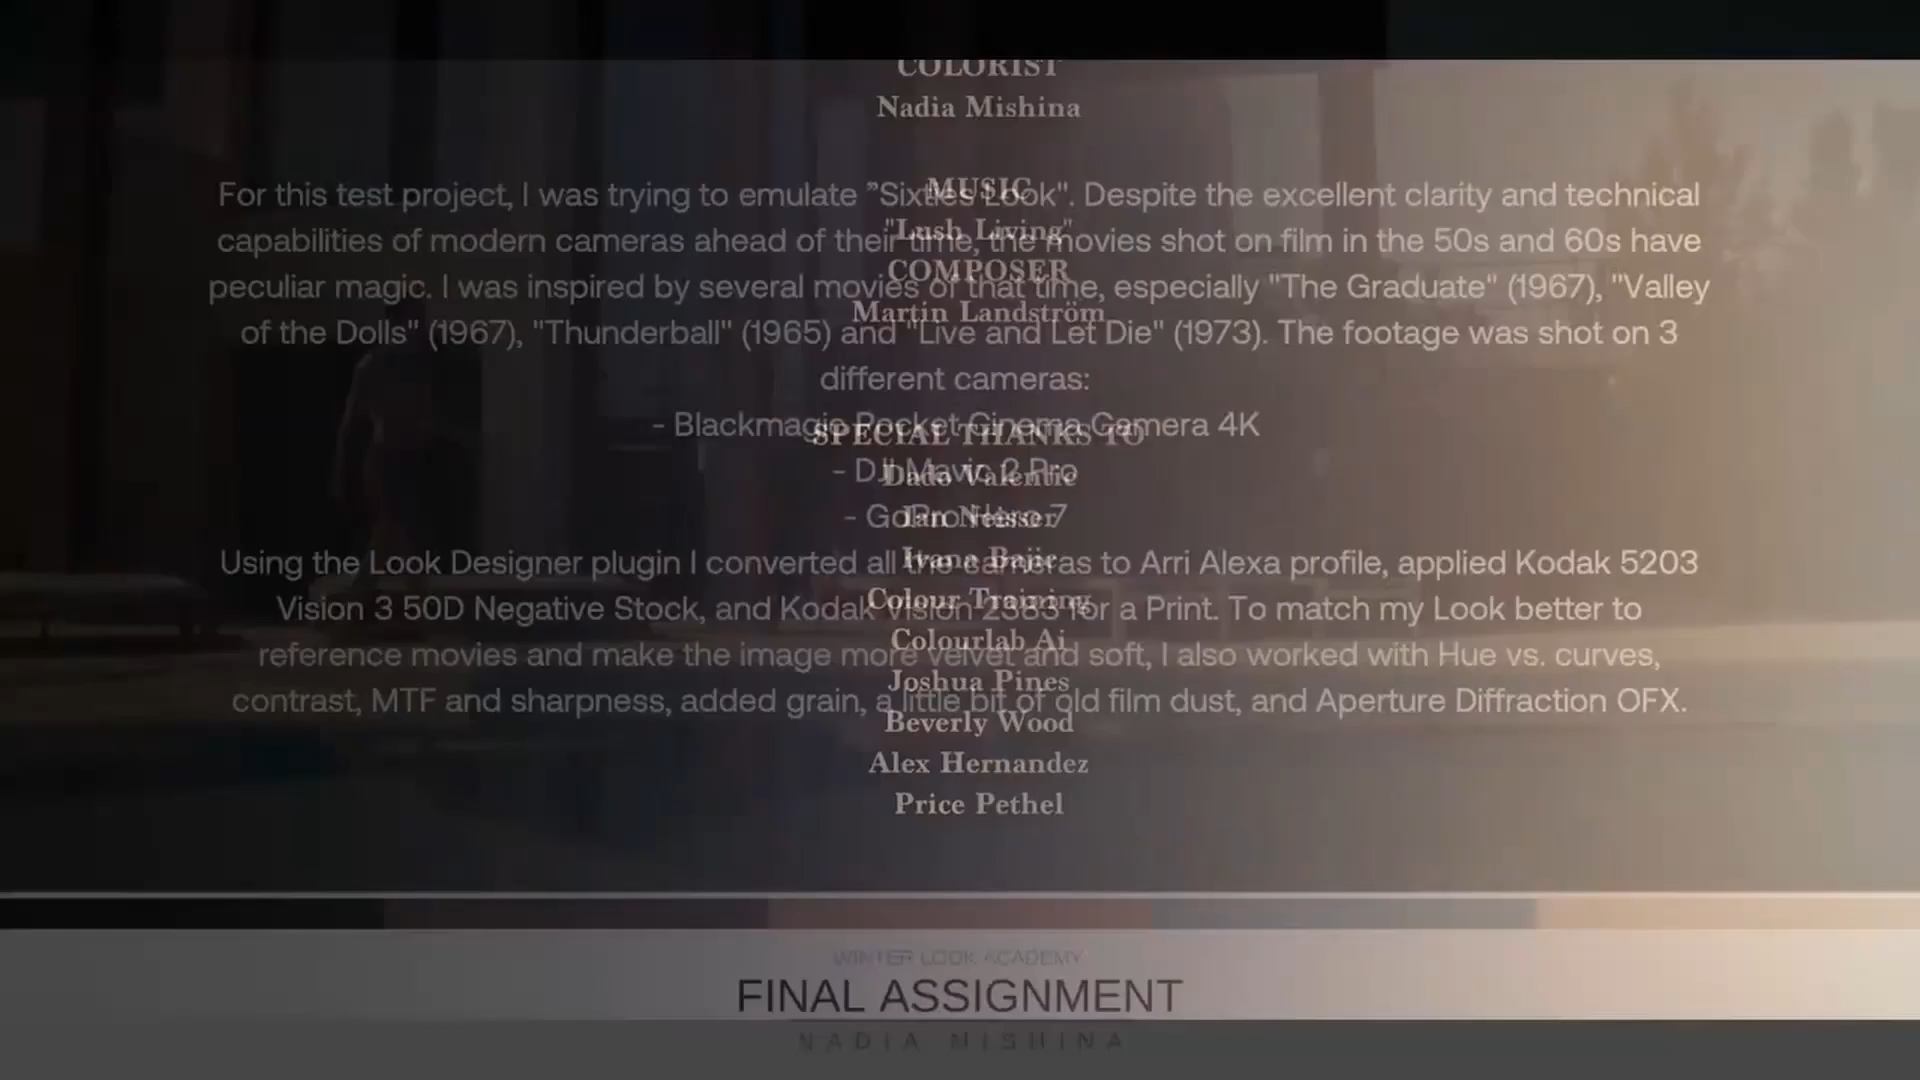 COLORIST
Nadia Mishina
MUSIC
"Lush Living"
COMPOSER
Martin Landström
SPECIAL THANKS TO
Dado Valentic
Ian Neisser
Ivana Bajic
Colour Training
Colourlab Ai
Joshua Pines
Beverly Wood
Alex Hernandez
Price Pethel
For this test project, I was trying to emulate "Sixties Look". Despite the excellent clarity and technical
capabilities of modern cameras ahead of their time, the movies shot on film in the 50s and 60s have
peculiar magic. I was inspired by several movies of that time, especially "The Graduate" (1967), "Valley
of the Dolls" (1967), "Thunderball" (1965) and "Live and Let Die" (1973). The footage was shot on 3
different cameras:
- Blackmagic Pocket Cinema Camera 4K
- DJI Mavic 2 Pro
- GoPro Hero 7
Using the Look Designer plugin I converted all the cameras to Arri Alexa profile, applied Kodak 5203
Vision 3 50D Negative Stock, and Kodak Vision 2383 for a Print. To match my Look better to
reference movies and make the image more velvet and soft, I also worked with Hue vs. curves,
contrast, MTF and sharpness, added grain, a little bit of old film dust, and Aperture Diffraction OFX.
WINTER LOOK ACADEMY
FINAL ASSIGNMENT
NADIA MISHINA